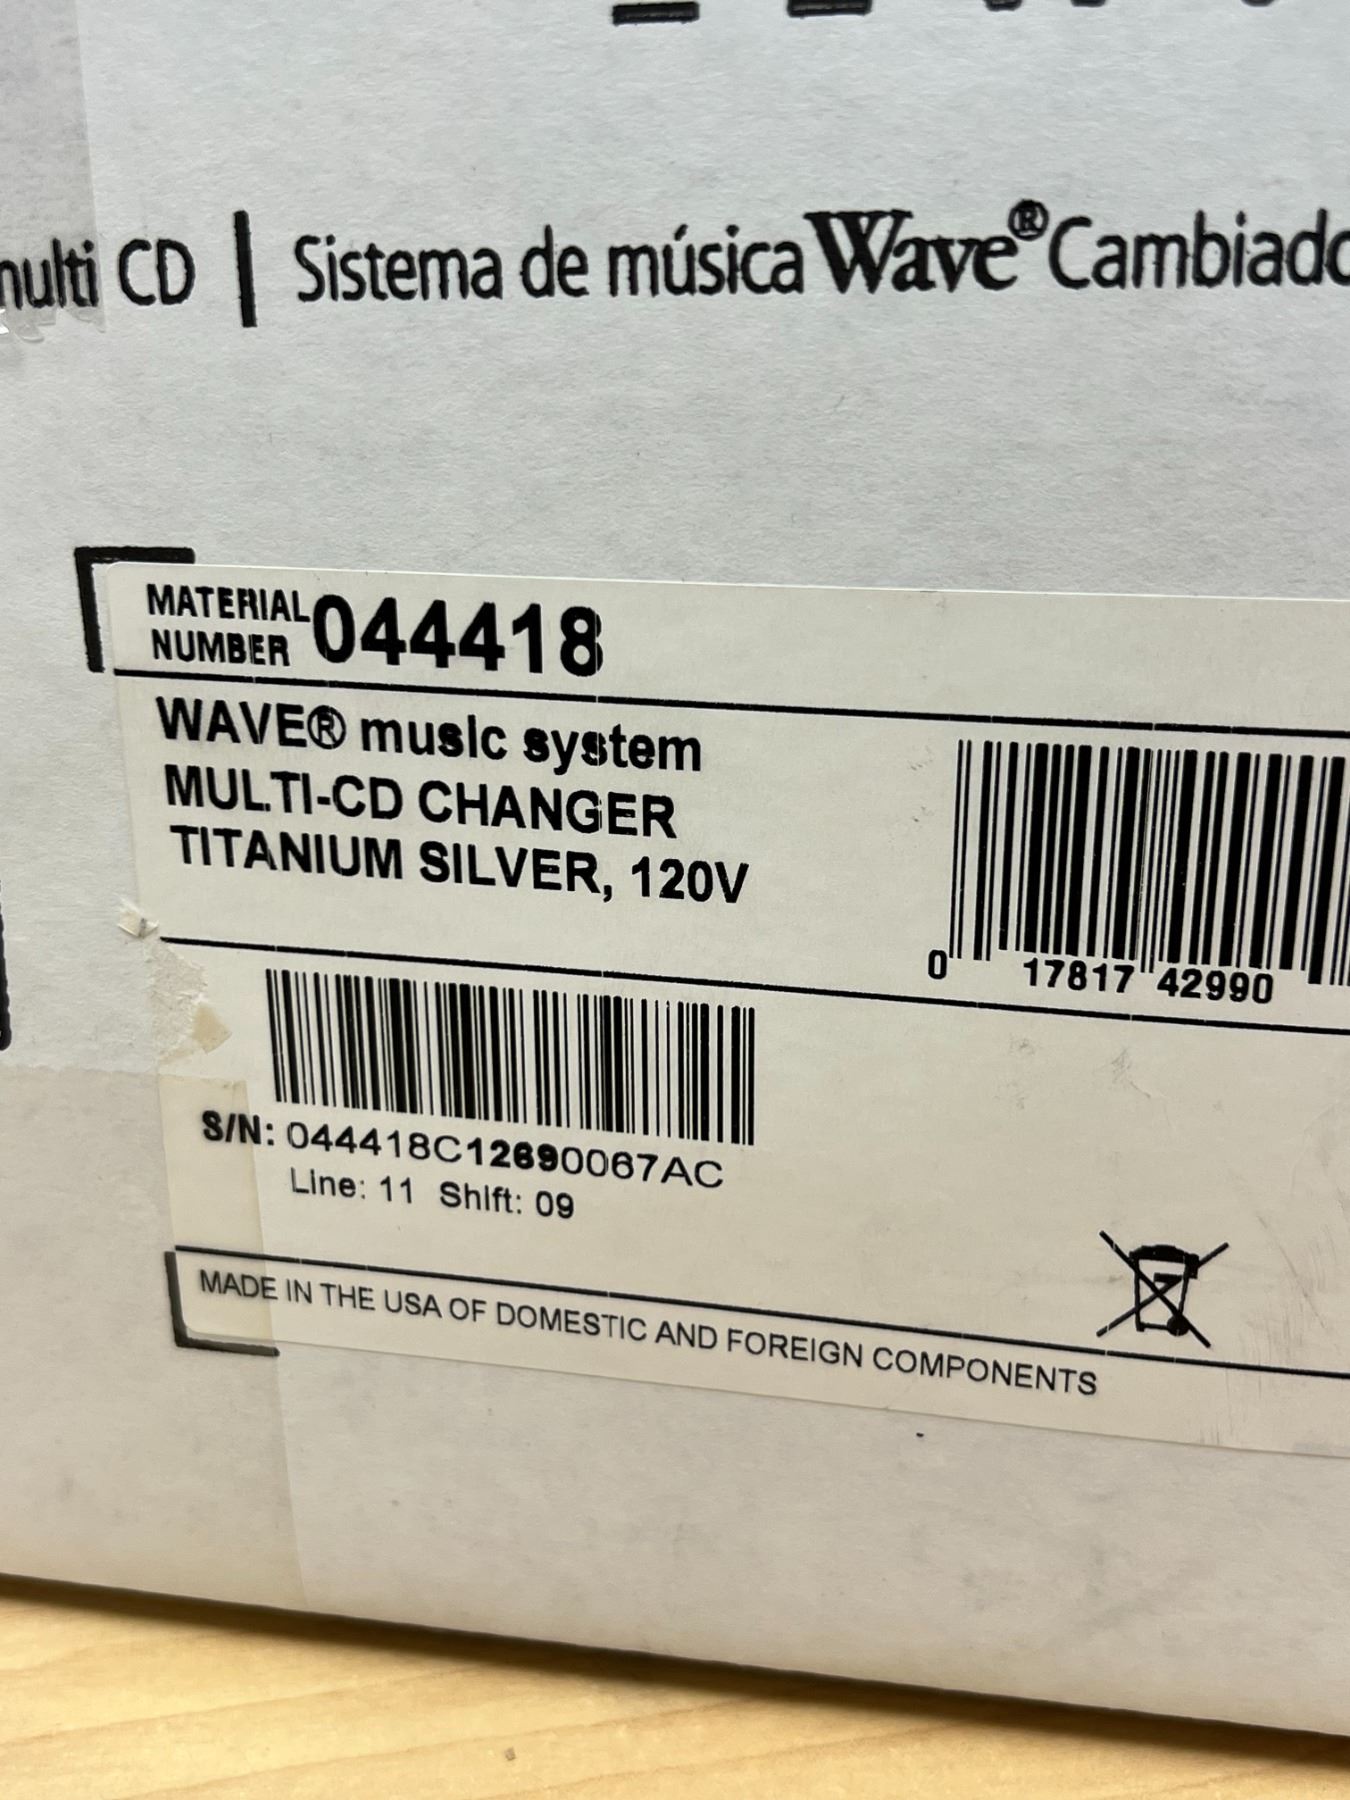 multi CD | Sistema de música Wave® Cambiado
MATERIAL
NUMBER 044418
WAVE® music system
MULTI-CD CHANGER
TITANIUM SILVER, 120V
0 17817 42990
S/N: 044418C12690067AC
Line: 11 Shift: 09
MADE IN THE USA OF DOMESTIC AND FOREIGN COMPONENTS